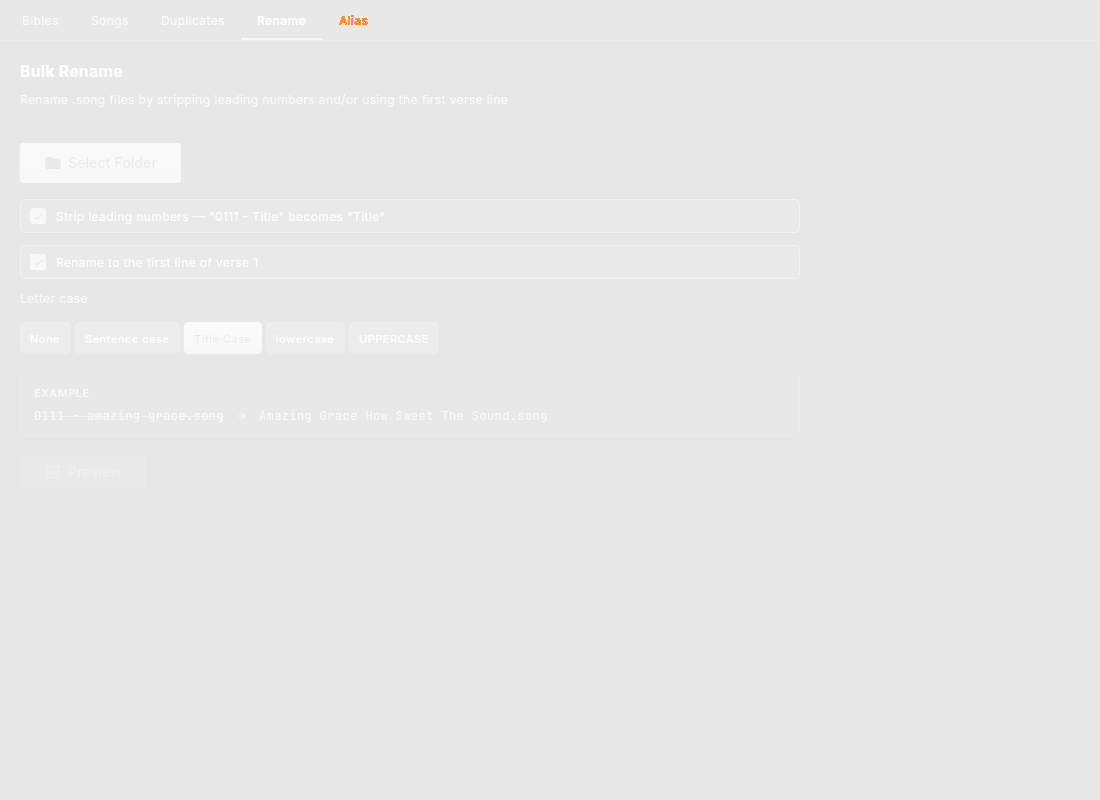 Bibles Songs Duplicates Rename Alias
Bulk Rename
Rename .song files by stripping leading numbers and/or using the first verse line
Select Folder
Strip leading numbers — "0111 - Title" becomes "Title"
Rename to the first line of verse 1
Letter case
None Sentence case Title Case lowercase UPPERCASE
EXAMPLE
0111 - amazing grace.song → Amazing Grace How Sweet The Sound.song
Preview